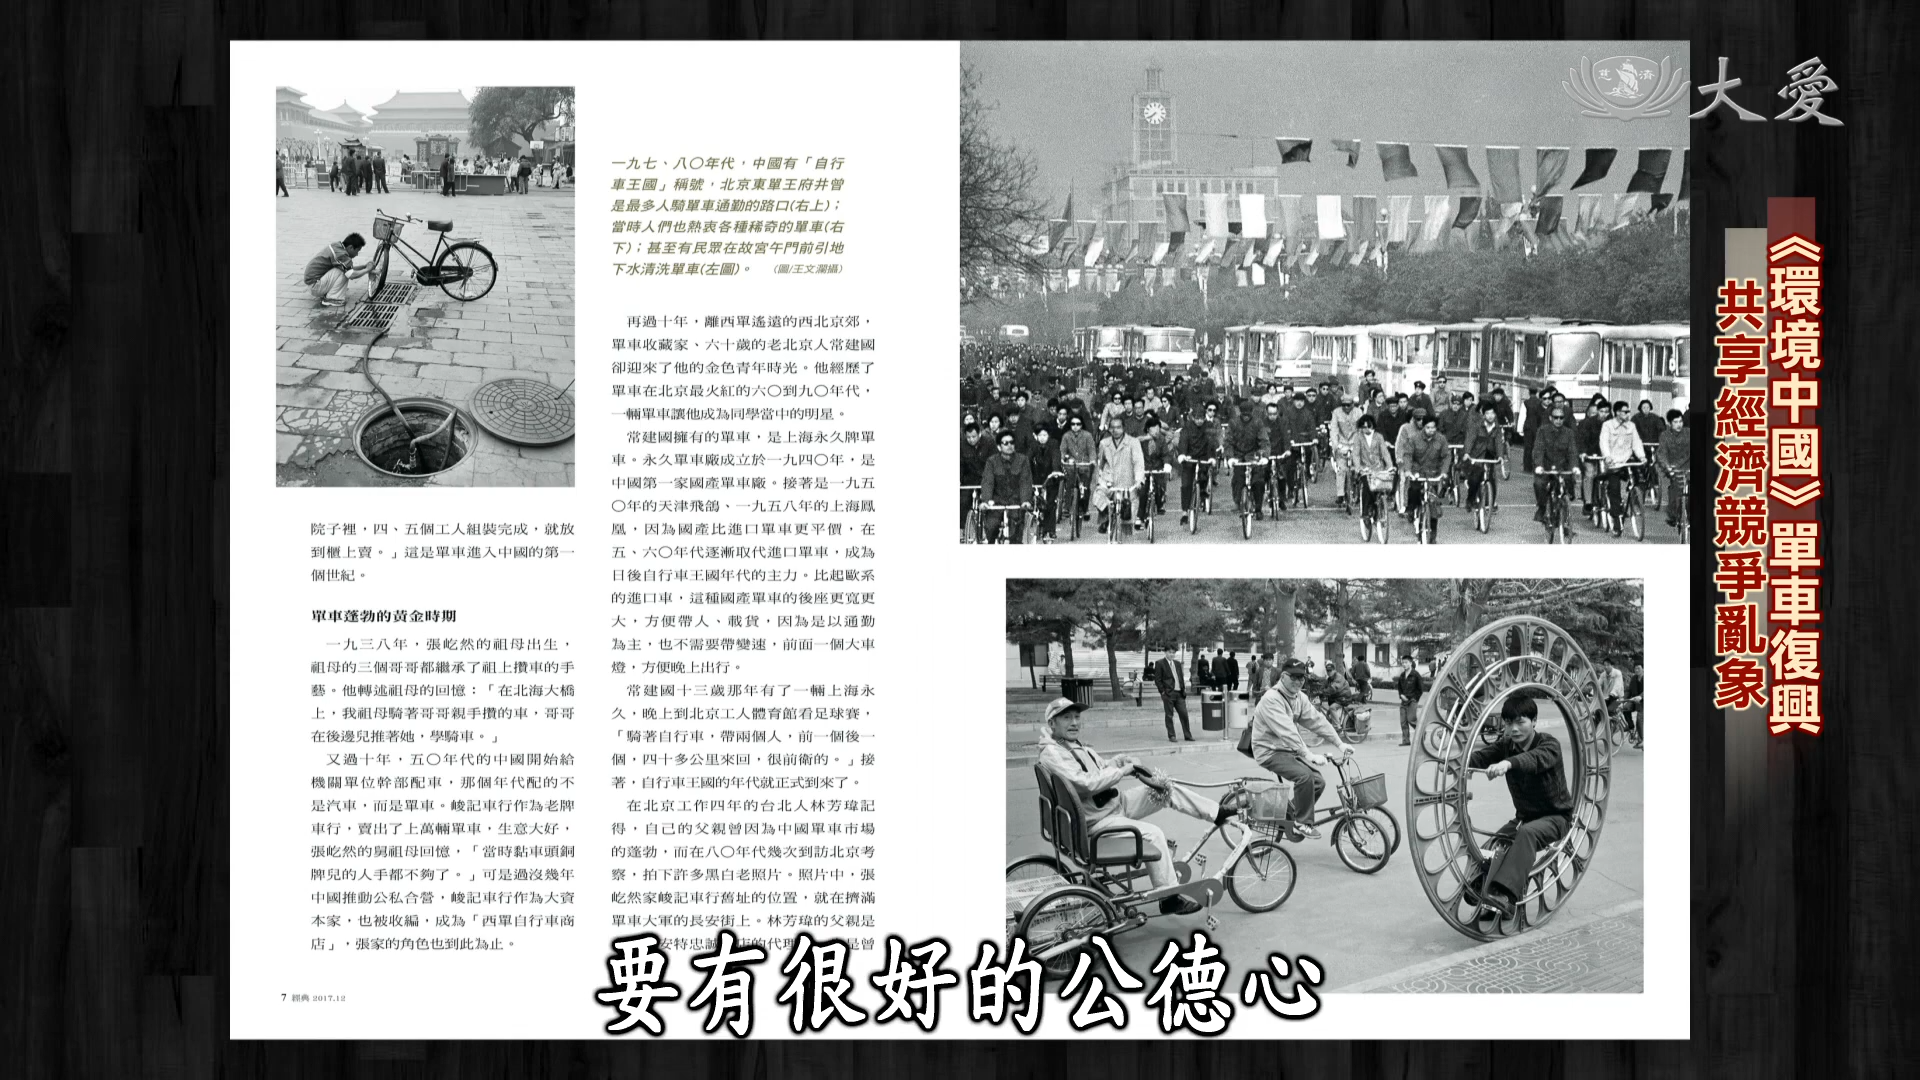 一九七、八〇年代，中國有「自行
車王國」稱號，北京東單王府井曾
是最多人騎單車通勤的路口(右上)；
當時人們也熱衷各種稀奇的單車(右
下)；甚至有民眾在故宮午門前引地
下水清洗單車(左圖)。 (圖/王文瀾攝)
院子裡，四、五個工人組裝完成，就放
到櫃上賣。」這是單車進入中國的第一
個世紀。
單車蓬勃的黃金時期
一九三八年，張屹然的祖母出生，
祖母的三個哥哥都繼承了祖上攢車的手
藝。他轉述祖母的回憶：「在北海大橋
上，我祖母騎著哥哥親手攢的車，哥哥
在後邊兒推著她，學騎車。」
又過十年，五〇年代的中國開始給
機關單位幹部配車，那個年代配的不
是汽車，而是單車。峻記車行作為老牌
車行，賣出了上萬輛單車，生意大好，
張屹然的舅祖母回憶，「當時黏車頭銅
牌兒的人手都不夠了。」可是過沒幾年
中國推動公私合營，峻記車行作為大資
本家，也被收編，成為「西單自行車商
店」，張家的角色也到此為止。
再過十年，離西單遙遠的西北京郊，
單車收藏家、六十歲的老北京人常建國
卻迎來了他的金色青年時光。他經歷了
單車在北京最火紅的六〇到九〇年代，
一輛單車讓他成為同學當中的明星。
常建國擁有的單車，是上海永久牌單
車。永久單車廠成立於一九四〇年，是
中國第一家國產單車廠。接著是一九五
〇年的天津飛鴿、一九五八年的上海鳳
凰，因為國產比進口單車更平價，在
五、六〇年代逐漸取代進口單車，成為
日後自行車王國年代的主力。比起歐系
的進口車，這種國產單車的後座更寬更
大，方便帶人、載貨，因為是以通勤
為主，也不需要帶變速，前面一個大車
燈，方便晚上出行。
常建國十三歲那年有了一輛上海永
久，晚上到北京工人體育館看足球賽，
「騎著自行車，帶兩個人，前一個後一
個，四十多公里來回，很前衛的。」接
著，自行車王國的年代就正式到來了。
在北京工作四年的台北人林芳瑋記
得，自己的父親曾因為中國單車市場
的蓬勃，而在八〇年代幾次到訪北京考
察，拍下許多黑白老照片。照片中，張
屹然家峻記車行舊址的位置，就在擠滿
單車大軍的長安街上。林芳瑋的父親是
安特忠誠 店的代理 是曾
7 經典 2017.12
大愛
慈濟
《環境中國》單車復興
共享經濟競爭亂象
要有很好的公德心